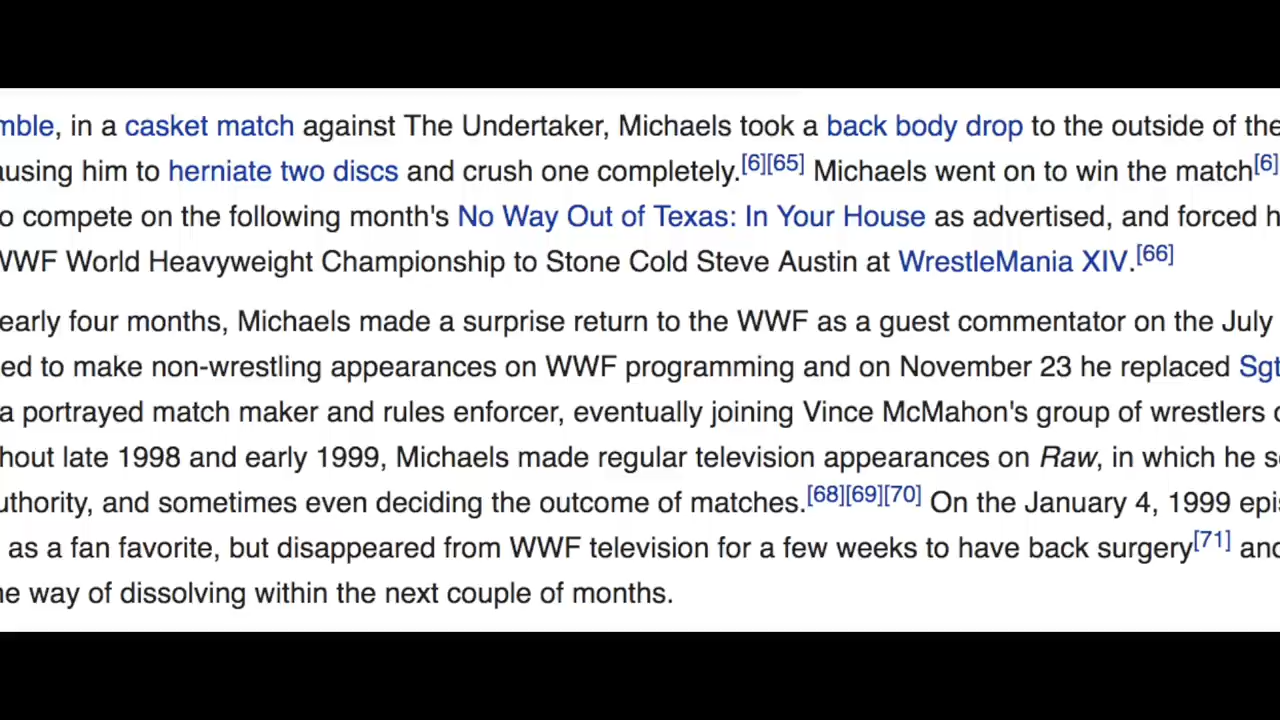 mble, in a casket match against The Undertaker, Michaels took a back body drop to the outside of the
using him to herniate two discs and crush one completely.[6][65] Michaels went on to win the match[6]
o compete on the following month's No Way Out of Texas: In Your House as advertised, and forced h
WWF World Heavyweight Championship to Stone Cold Steve Austin at WrestleMania XIV.[66]
early four months, Michaels made a surprise return to the WWF as a guest commentator on the July
ed to make non-wrestling appearances on WWF programming and on November 23 he replaced Sgt
a portrayed match maker and rules enforcer, eventually joining Vince McMahon's group of wrestlers
hout late 1998 and early 1999, Michaels made regular television appearances on Raw, in which he s
uthority, and sometimes even deciding the outcome of matches.[68][69][70] On the January 4, 1999 epi
as a fan favorite, but disappeared from WWF television for a few weeks to have back surgery[71] and
he way of dissolving within the next couple of months.